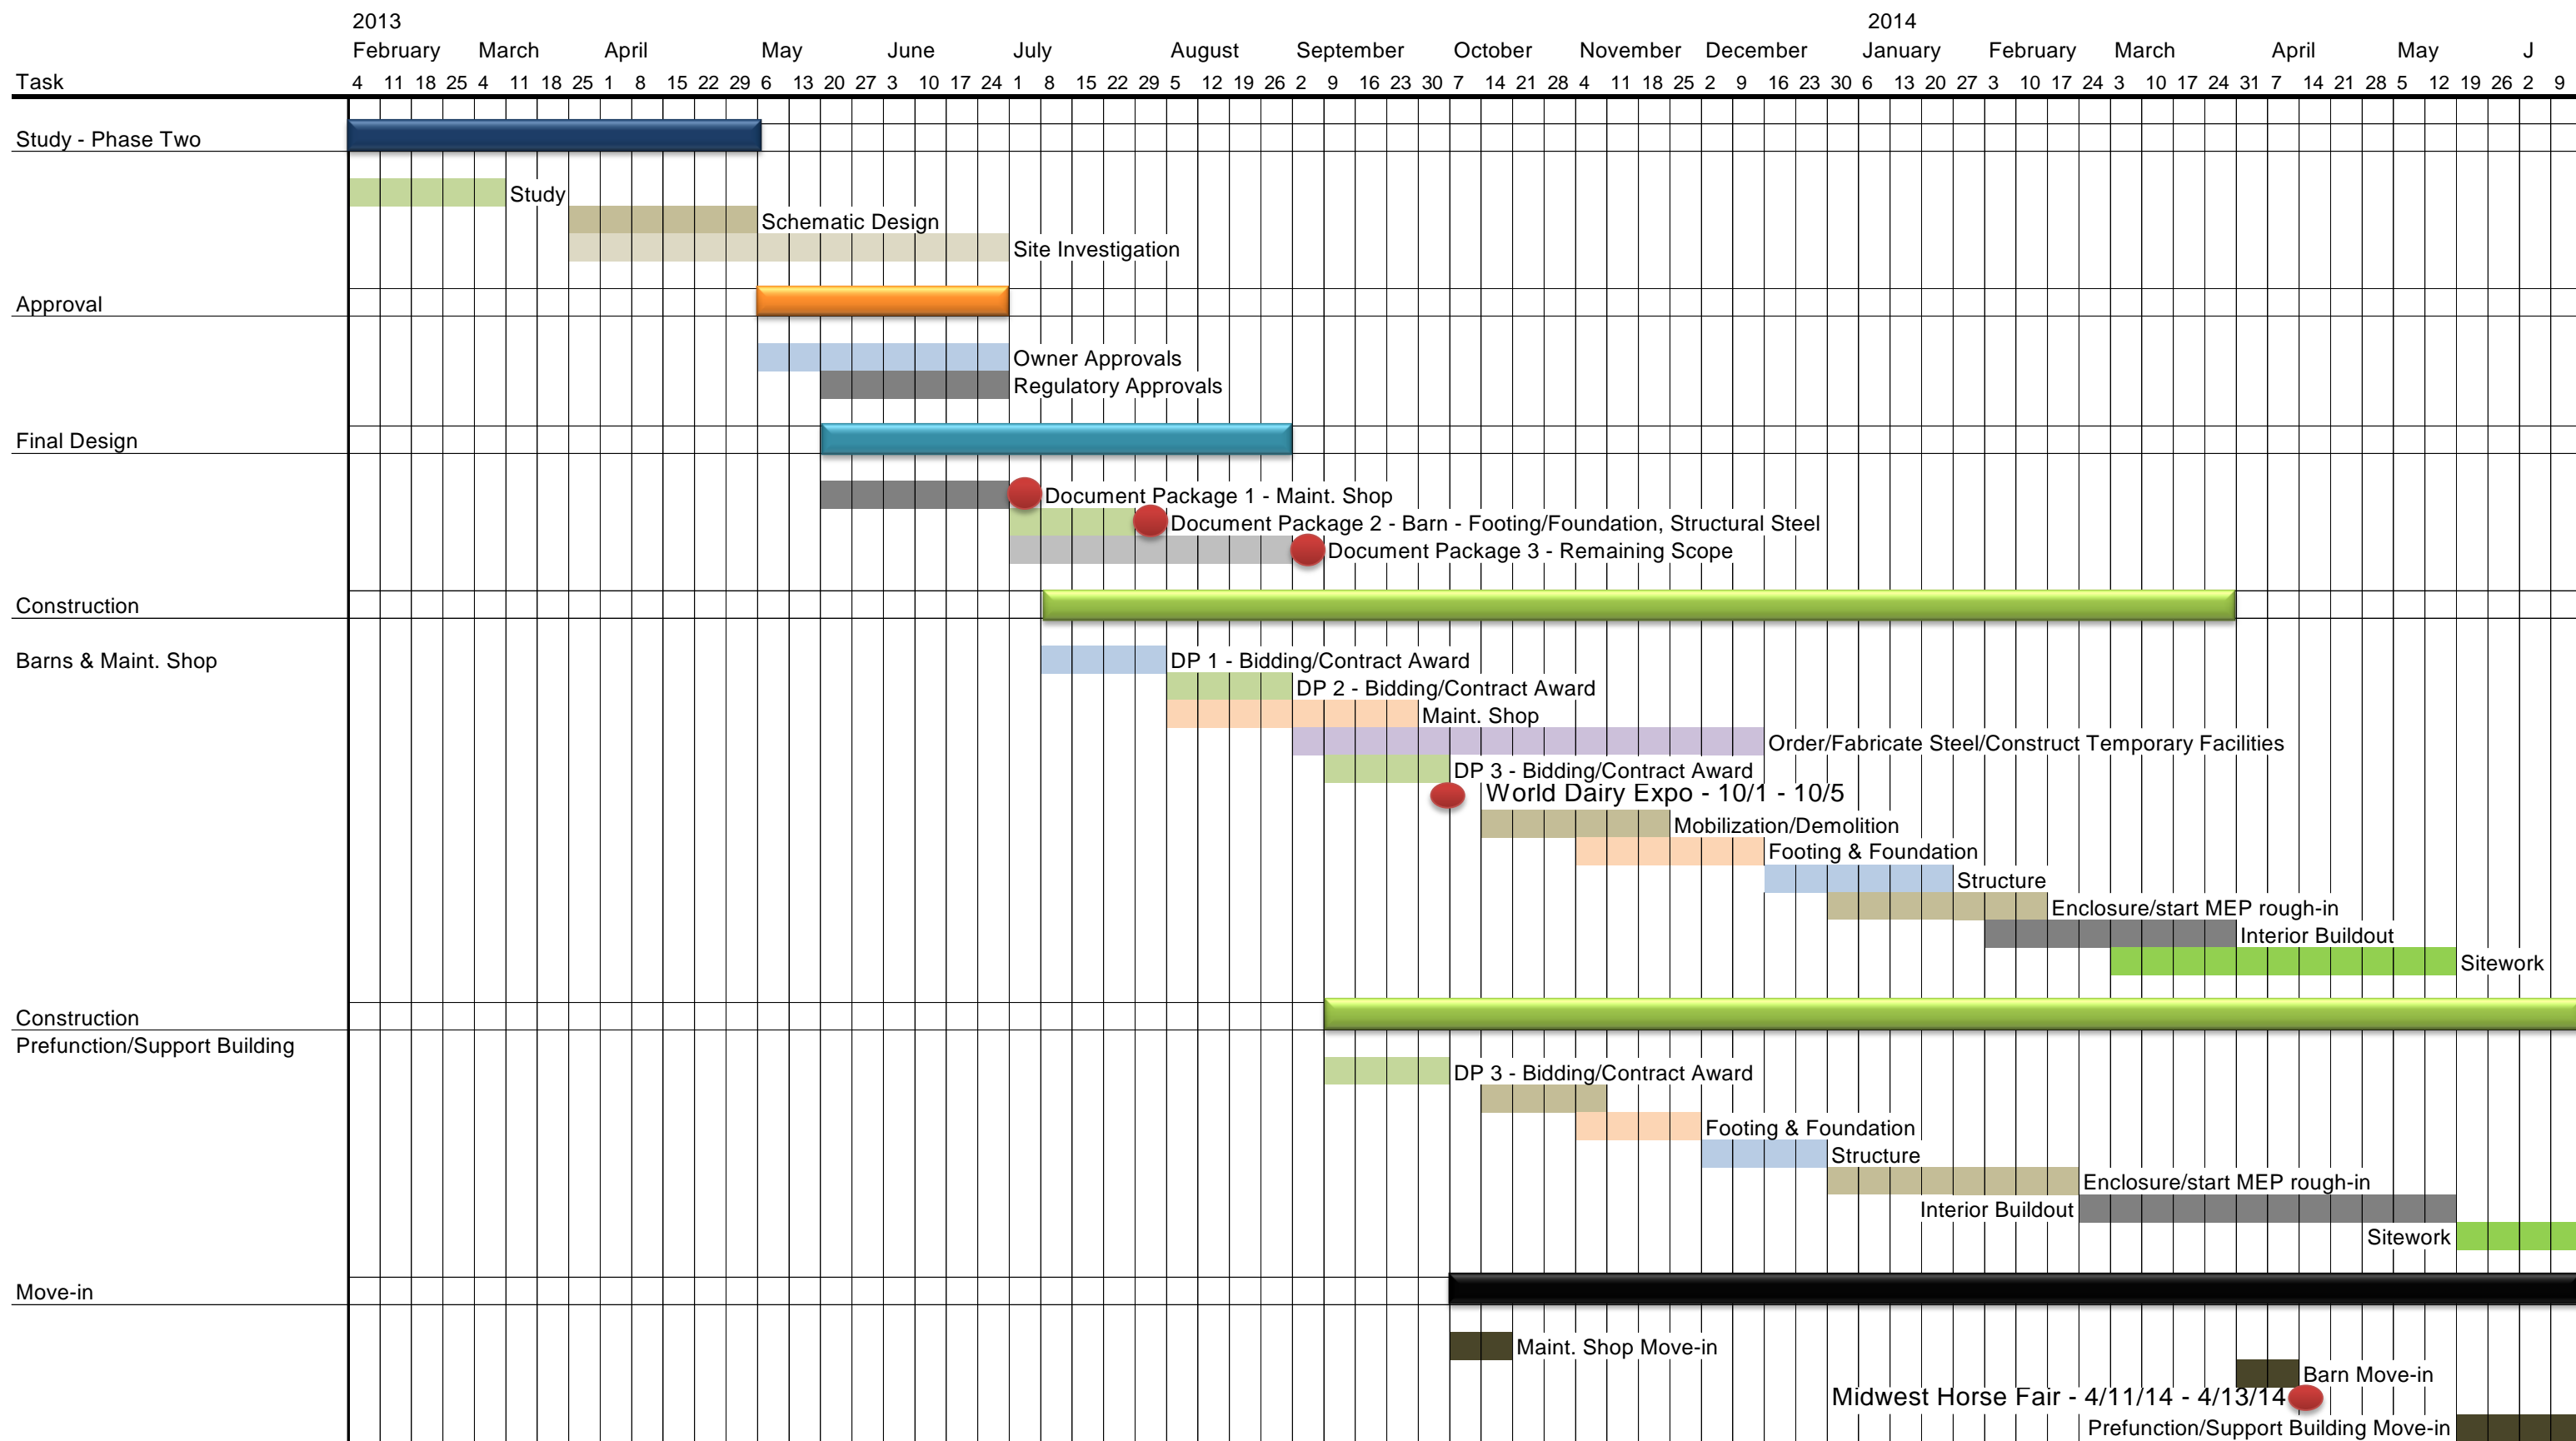 2013 2014
February March April May June July August September October November December January February March April May J
Task 4 11 18 25 4 11 18 25 1 8 15 22 29 6 13 20 27 3 10 17 24 1 8 15 22 29 5 12 19 26 2 9 16 23 30 7 14 21 28 4 11 18 25 2 9 16 23 30 6 13 20 27 3 10 17 24 3 10 17 24 31 7 14 21 28 5 12 19 26 2 9
Study - Phase Two
Study
Schematic Design
Site Investigation
Approval
Owner Approvals
Regulatory Approvals
Final Design
Document Package 1 - Maint. Shop
Document Package 2 - Barn - Footing/Foundation, Structural Steel
Document Package 3 - Remaining Scope
Construction
Barns & Maint. Shop DP 1 - Bidding/Contract Award
DP 2 - Bidding/Contract Award
Maint. Shop
Order/Fabricate Steel/Construct Temporary Facilities
DP 3 - Bidding/Contract Award
World Dairy Expo - 10/1 - 10/5
Mobilization/Demolition
Footing & Foundation
Structure
Enclosure/start MEP rough-in
Interior Buildout
Sitework
Construction
Prefunction/Support Building
DP 3 - Bidding/Contract Award
Footing & Foundation
Structure
Enclosure/start MEP rough-in
Interior Buildout
Sitework
Move-in
Maint. Shop Move-in
Barn Move-in
Midwest Horse Fair - 4/11/14 - 4/13/14
Prefunction/Support Building Move-in